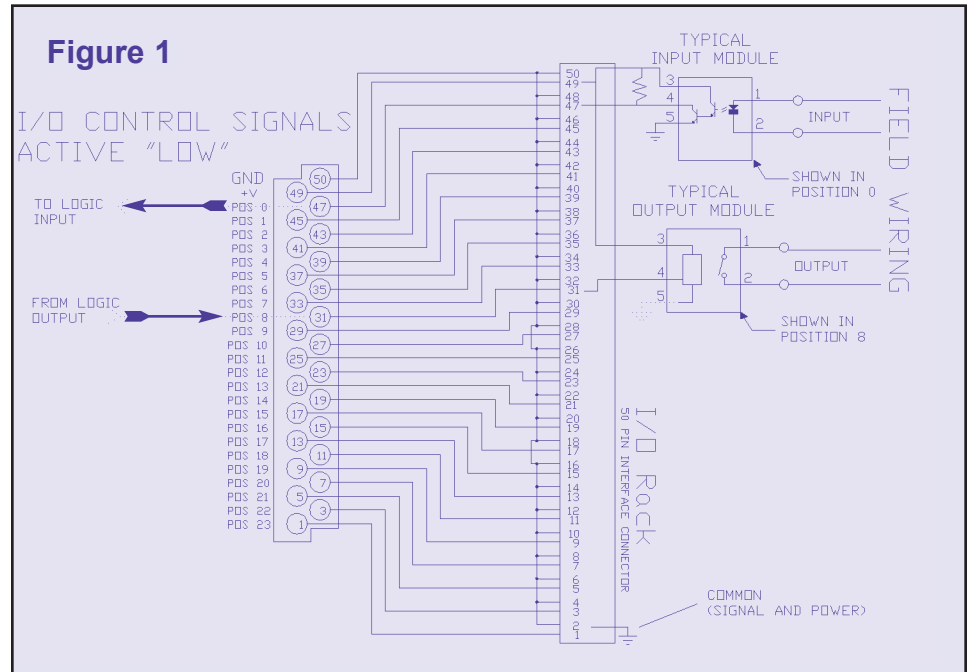 Figure 1
I/O CONTROL SIGNALS
ACTIVE "LOW"
TO LOGIC
INPUT
FROM LOGIC
OUTPUT
GND
+V
POS 0
POS 1
POS 2
POS 3
POS 4
POS 5
POS 6
POS 7
POS 8
POS 9
POS 10
POS 11
POS 12
POS 13
POS 14
POS 15
POS 16
POS 17
POS 18
POS 19
POS 20
POS 21
POS 22
POS 23
50
49
47
45
43
41
39
37
35
33
31
29
27
25
23
21
19
17
15
13
11
9
7
5
3
1
50
49
48
47
46
45
44
43
42
41
40
39
38
37
36
35
34
33
32
31
30
29
28
27
26
25
24
23
22
21
20
19
18
17
16
15
14
13
12
11
10
9
8
7
6
5
4
3
2
1
I/O Rack
50 PIN INTERFACE CONNECTOR
TYPICAL
INPUT MODULE
3
4
5
1
2
INPUT
SHOWN IN
POSITION 0
TYPICAL
OUTPUT MODULE
3
4
5
1
2
OUTPUT
SHOWN IN
POSITION 8
FIELD WIRING
COMMON
(SIGNAL AND POWER)